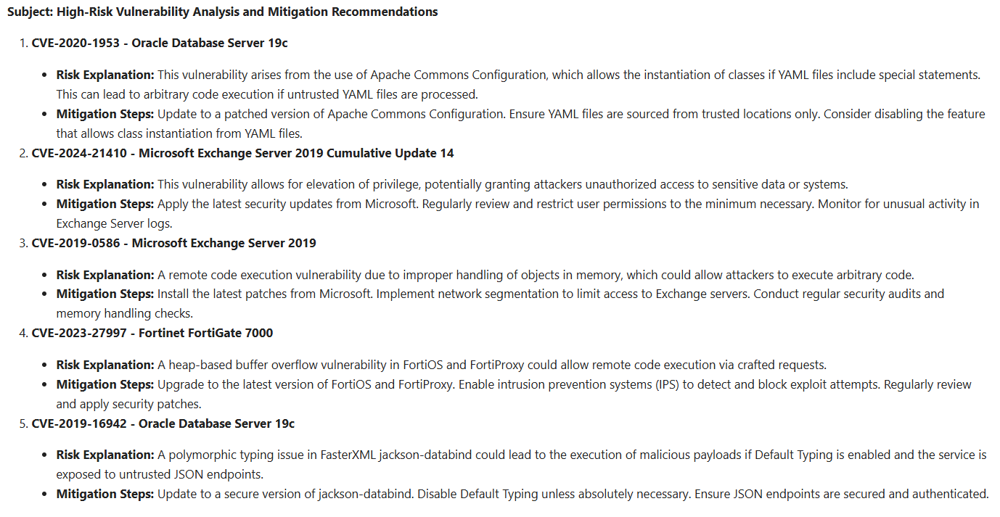 Subject: High-Risk Vulnerability Analysis and Mitigation Recommendations
1. CVE-2020-1953 - Oracle Database Server 19c
• Risk Explanation: This vulnerability arises from the use of Apache Commons Configuration, which allows the instantiation of classes if YAML files include special statements.
This can lead to arbitrary code execution if untrusted YAML files are processed.
• Mitigation Steps: Update to a patched version of Apache Commons Configuration. Ensure YAML files are sourced from trusted locations only. Consider disabling the feature
that allows class instantiation from YAML files.
2. CVE-2024-21410 - Microsoft Exchange Server 2019 Cumulative Update 14
• Risk Explanation: This vulnerability allows for elevation of privilege, potentially granting attackers unauthorized access to sensitive data or systems.
• Mitigation Steps: Apply the latest security updates from Microsoft. Regularly review and restrict user permissions to the minimum necessary. Monitor for unusual activity in
Exchange Server logs.
3. CVE-2019-0586 - Microsoft Exchange Server 2019
• Risk Explanation: A remote code execution vulnerability due to improper handling of objects in memory, which could allow attackers to execute arbitrary code.
• Mitigation Steps: Install the latest patches from Microsoft. Implement network segmentation to limit access to Exchange servers. Conduct regular security audits and
memory handling checks.
4. CVE-2023-27997 - Fortinet FortiGate 7000
• Risk Explanation: A heap-based buffer overflow vulnerability in FortiOS and FortiProxy could allow remote code execution via crafted requests.
• Mitigation Steps: Upgrade to the latest version of FortiOS and FortiProxy. Enable intrusion prevention systems (IPS) to detect and block exploit attempts. Regularly review
and apply security patches.
5. CVE-2019-16942 - Oracle Database Server 19c
• Risk Explanation: A polymorphic typing issue in FasterXML jackson-databind could lead to the execution of malicious payloads if Default Typing is enabled and the service is
exposed to untrusted JSON endpoints.
• Mitigation Steps: Update to a secure version of jackson-databind. Disable Default Typing unless absolutely necessary. Ensure JSON endpoints are secured and authenticated.